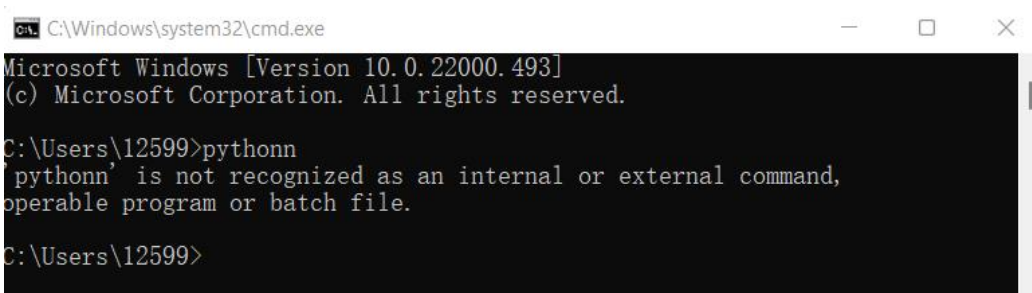 C:\Windows\system32\cmd.exe
Microsoft Windows [Version 10.0.22000.493]
(c) Microsoft Corporation. All rights reserved.
C:\Users\12599>pythonn
'pythonn' is not recognized as an internal or external command,
operable program or batch file.
C:\Users\12599>